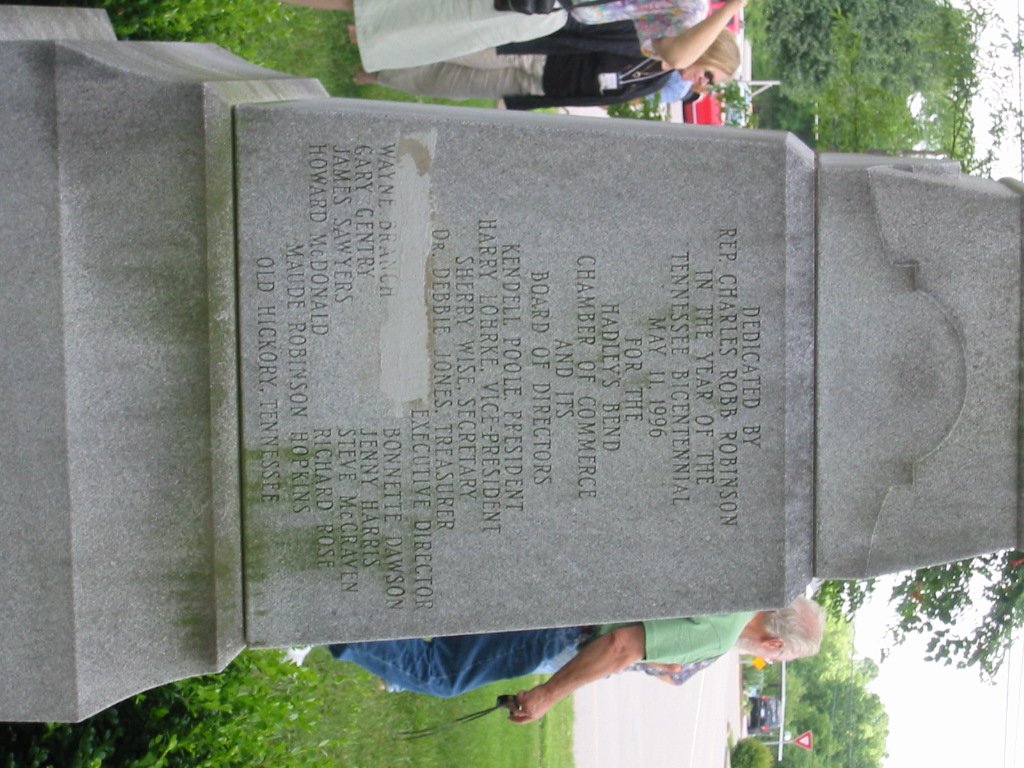 DEDICATED BY
REP. CHARLES ROBB ROBINSON
IN THE YEAR OF THE
TENNESSEE BICENTENNIAL
MAY 11, 1996
FOR THE
HADLEY'S BEND
CHAMBER OF COMMERCE
AND ITS
BOARD OF DIRECTORS
KENDELL POOLE, PRESIDENT
HARRY LOHRKE, VICE-PRESIDENT
SHERRY WISE, SECRETARY
DR. DEBBIE JONES, TREASURER
EXECUTIVE DIRECTOR
WAYNE BRANCH BONNETTE DAWSON
GARY GENTRY JENNY HARRIS
JAMES SAWYERS STEVE McCRAVEN
HOWARD McDONALD RICHARD ROSE
MAUDE ROBINSON HOPKINS
OLD HICKORY, TENNESSEE